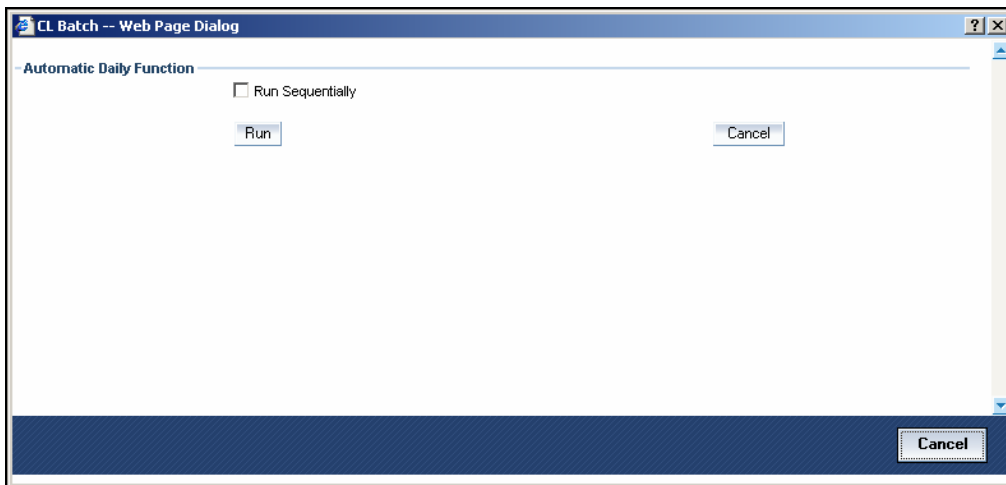 CL Batch -- Web Page Dialog
Automatic Daily Function
Run Sequentially
Run Cancel
Cancel